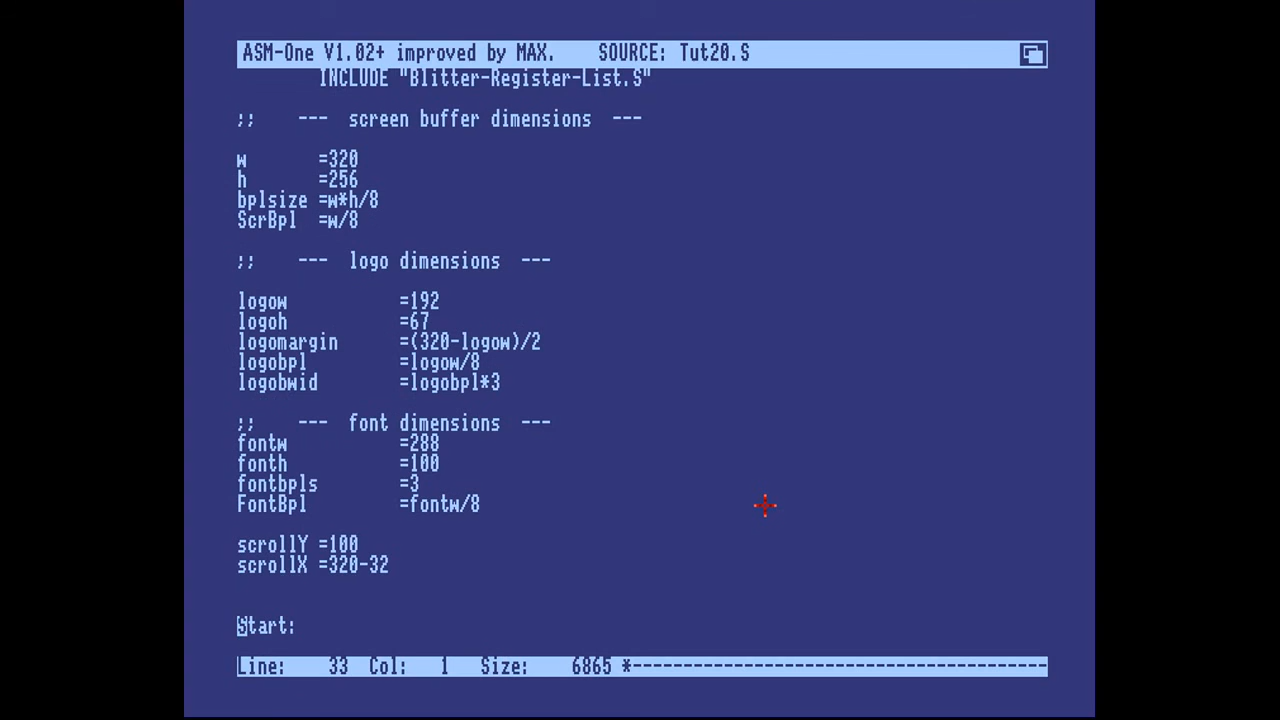 ASM-One V1.02+ improved by MAX.    SOURCE: Tut20.S
        INCLUDE "Blitter-Register-List.S"
;;    ---  screen buffer dimensions  ---
w       =320
h       =256
bplsize =w*h/8
ScrBpl  =w/8
;;    ---  logo dimensions  ---
logow           =192
logoh           =67
logomargin      =(320-logow)/2
logobpl         =logow/8
logobwid        =logobpl*3
;;    ---  font dimensions  ---
fontw           =288
fonth           =100
fontbpls        =3
FontBpl         =fontw/8
scrollY =100
scrollX =320-32
Start:
Line:    33  Col:   1   Size:    6865 *-----------------------------------------